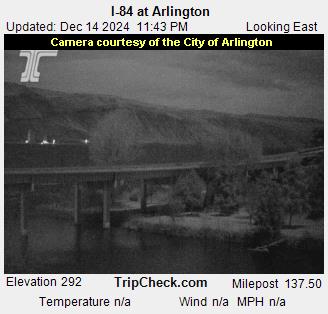 I-84 at Arlington
Updated: Dec 14 2024 11:43 PM Looking East
Camera courtesy of the City of Arlington
Elevation 292 TripCheck.com Milepost 137.50
Temperature n/a Wind n/a MPH n/a